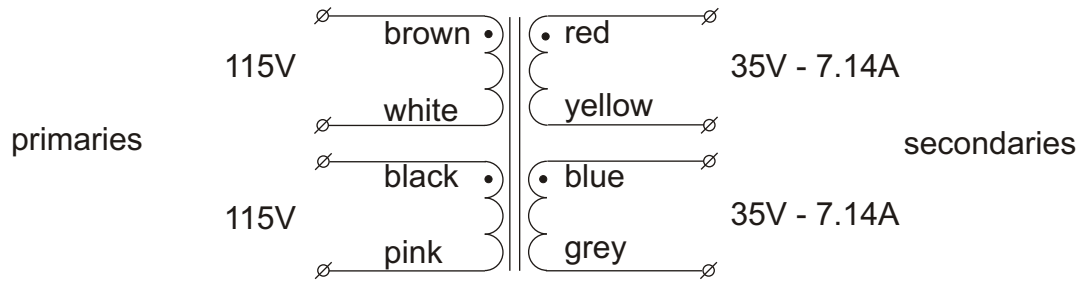 brown
red
115V
35V - 7.14A
white
yellow
primaries
secondaries
black
blue
115V
35V - 7.14A
pink
grey